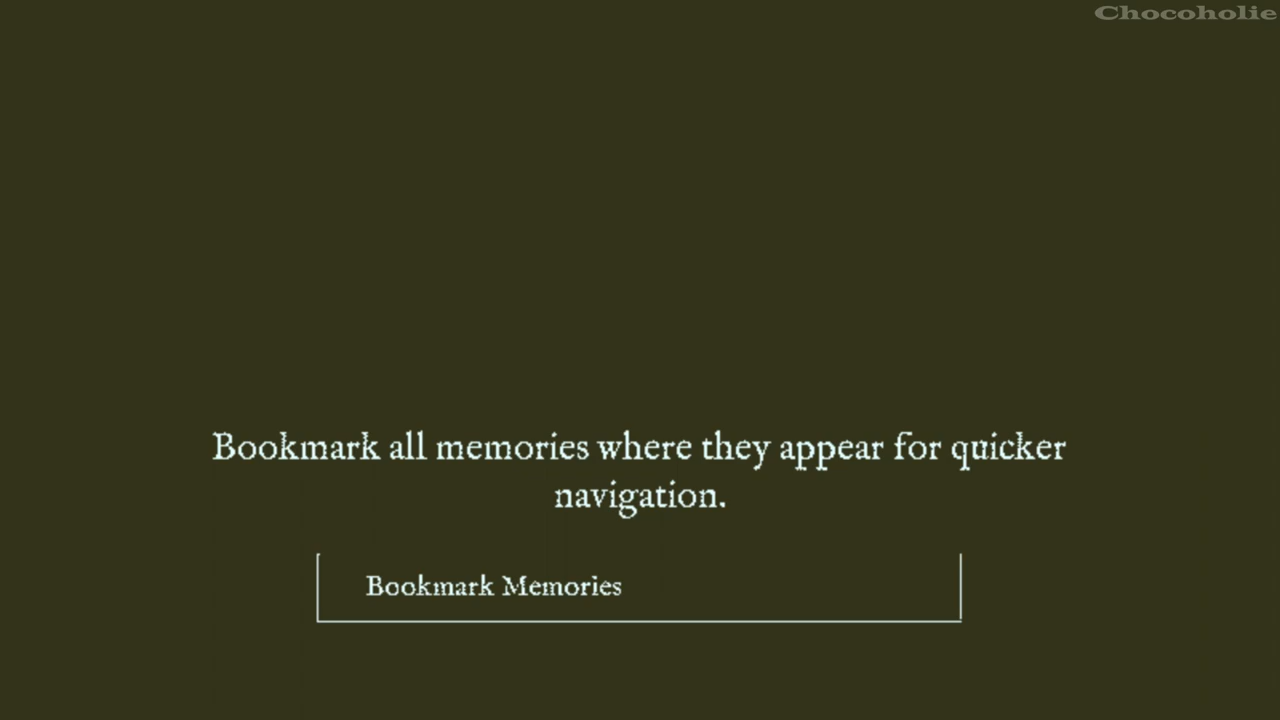 Chocoholie
Bookmark all memories where they appear for quicker
navigation.
Bookmark Memories